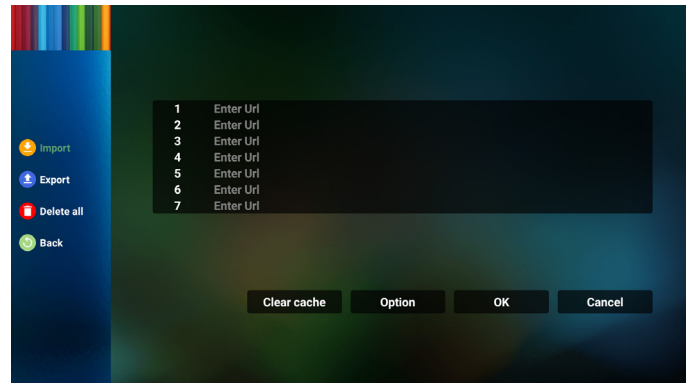 Import
Export
Delete all
Back
1 Enter Url
2 Enter Url
3 Enter Url
4 Enter Url
5 Enter Url
6 Enter Url
7 Enter Url
Clear cache Option OK Cancel